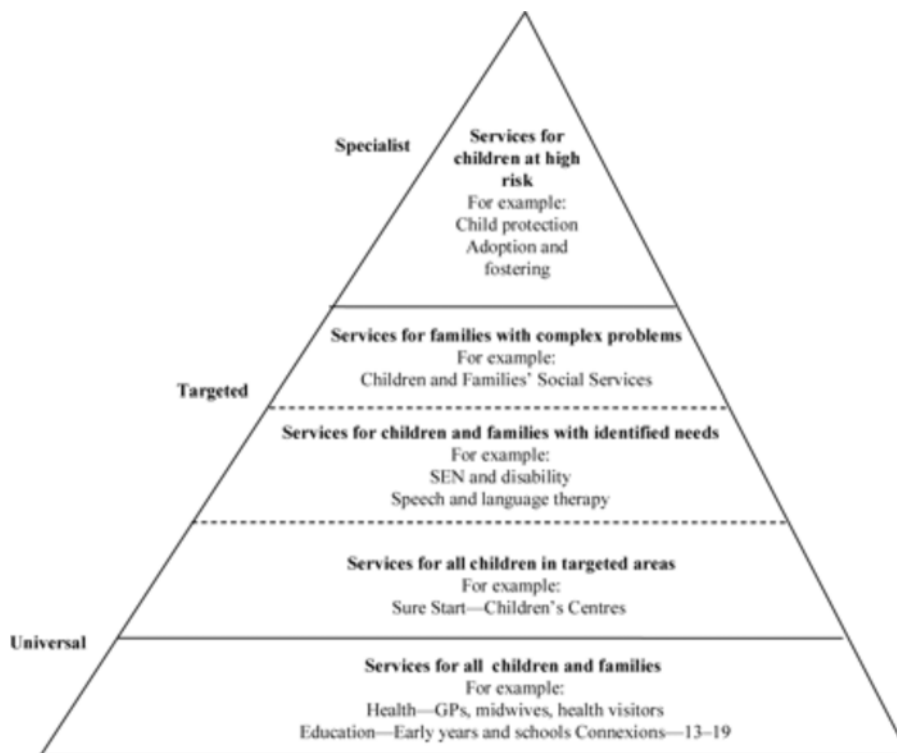 Specialist
Services for
children at high
risk
For example:
Child protection
Adoption and
fostering
Services for families with complex problems
For example:
Children and Families' Social Services
Targeted
Services for children and families with identified needs
For example:
SEN and disability
Speech and language therapy
Services for all children in targeted areas
For example:
Sure Start—Children's Centres
Universal
Services for all children and families
For example:
Health—GPs, midwives, health visitors
Education—Early years and schools Connexions—13–19